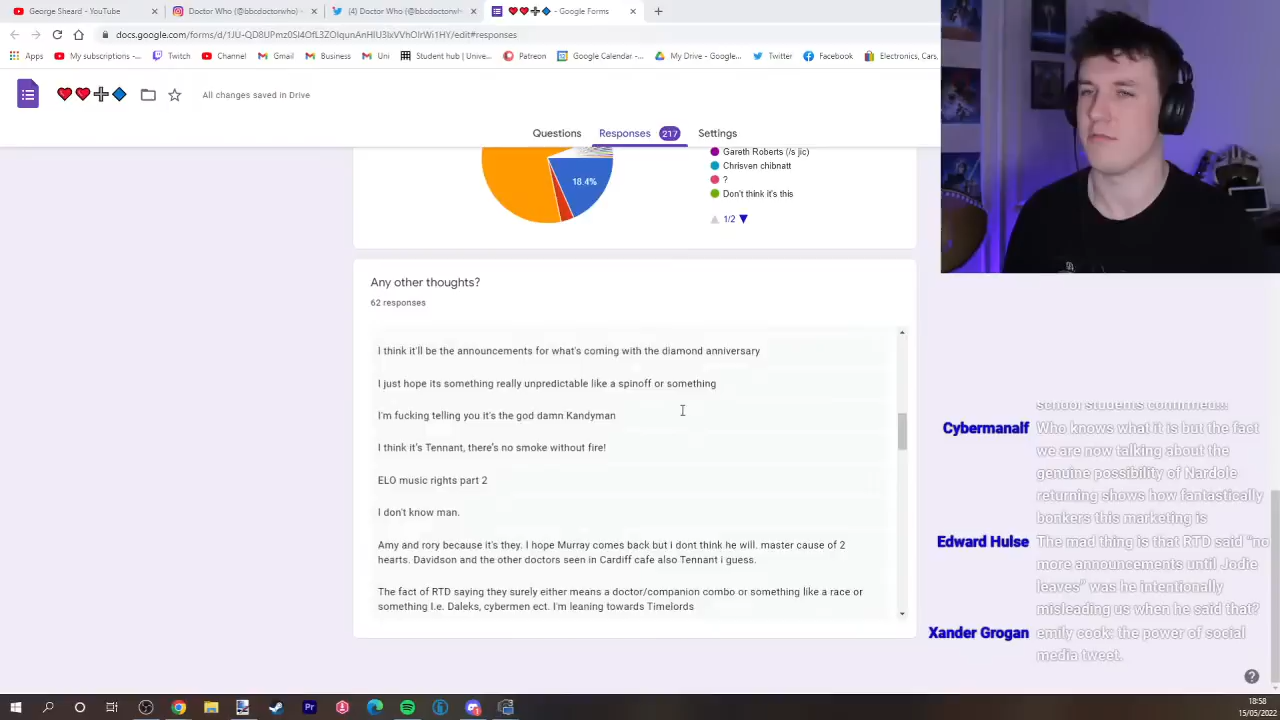 George Sheard - YouTube
Doctor Who (@bbcdoctorwho)
(4) Doctor Who (@bbcdoctorwh
- Google Forms
docs.google.com/forms/d/
/edit#responses
Apps
My subscriptions -...
Twitch
Channel
Gmail
Business
Uni
Student hub | Unive...
Patreon
Google Calendar -...
My Drive - Google...
Twitter
Facebook
Electronics, Cars,
All changes saved in Drive
Questions
Responses
217
Settings
18.4%
Gareth Roberts (/s jic)
Chrisven chibnatt
?
Don't think it's this
1/2
Any other thoughts?
62 responses
I think it'll be the announcements for what's coming with the diamond anniversary
I just hope its something really unpredictable like a spinoff or something
I'm fucking telling you it's the god damn Kandyman
I think it's Tennant, there's no smoke without fire!
ELO music rights part 2
I don't know man.
Amy and rory because it's they. I hope Murray comes back but i dont think he will. master cause of 2
hearts. Davidson and the other doctors seen in Cardiff cafe also Tennant i guess.
The fact of RTD saying they surely either means a doctor/companion combo or something like a race or
something I.e. Daleks, cybermen ect. I'm leaning towards Timelords
school students confirmed!!!
Cybermanalf
Who knows what it is but the fact
we are now talking about the
genuine possibility of Nardole
returning shows how fantastically
bonkers this marketing is
Edward Hulse
The mad thing is that RTD said "no
more announcements until Jodie
leaves" was he intentionally
misleading us when he said that?
Xander Grogan
emily cook: the power of social
media tweet.
18:58
15/05/2022